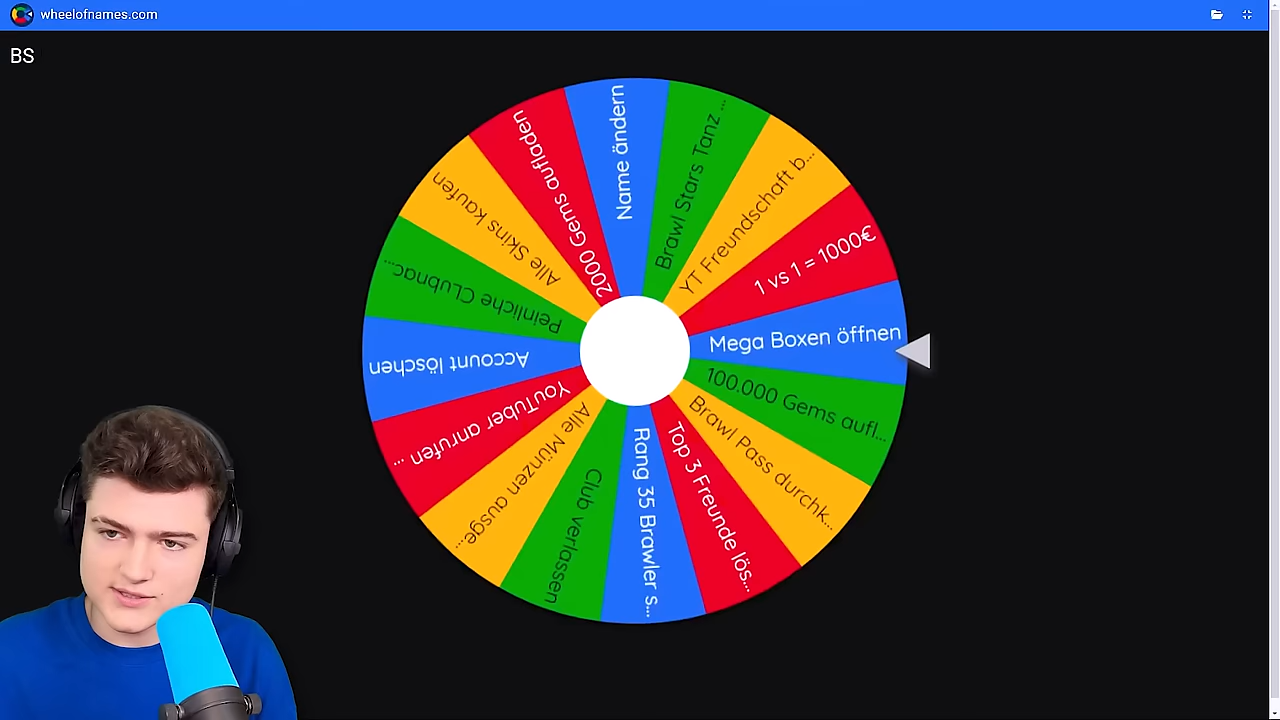 wheelofnames.com
BS
Name ändern
Brawl Stars Tanz ...
YT Freundschaft b...
1 vs 1 = 1000€
Mega Boxen öffnen
100.000 Gems aufl...
Brawl Pass durchk...
Top 3 Freunde lös...
Rang 35 Brawler s...
Club verlassen
Alle Münzen ausge...
YouTuber anrufen ...
Account löschen
Peinliche CLubnac...
Alle Skins kaufen
2000 Gems aufladen